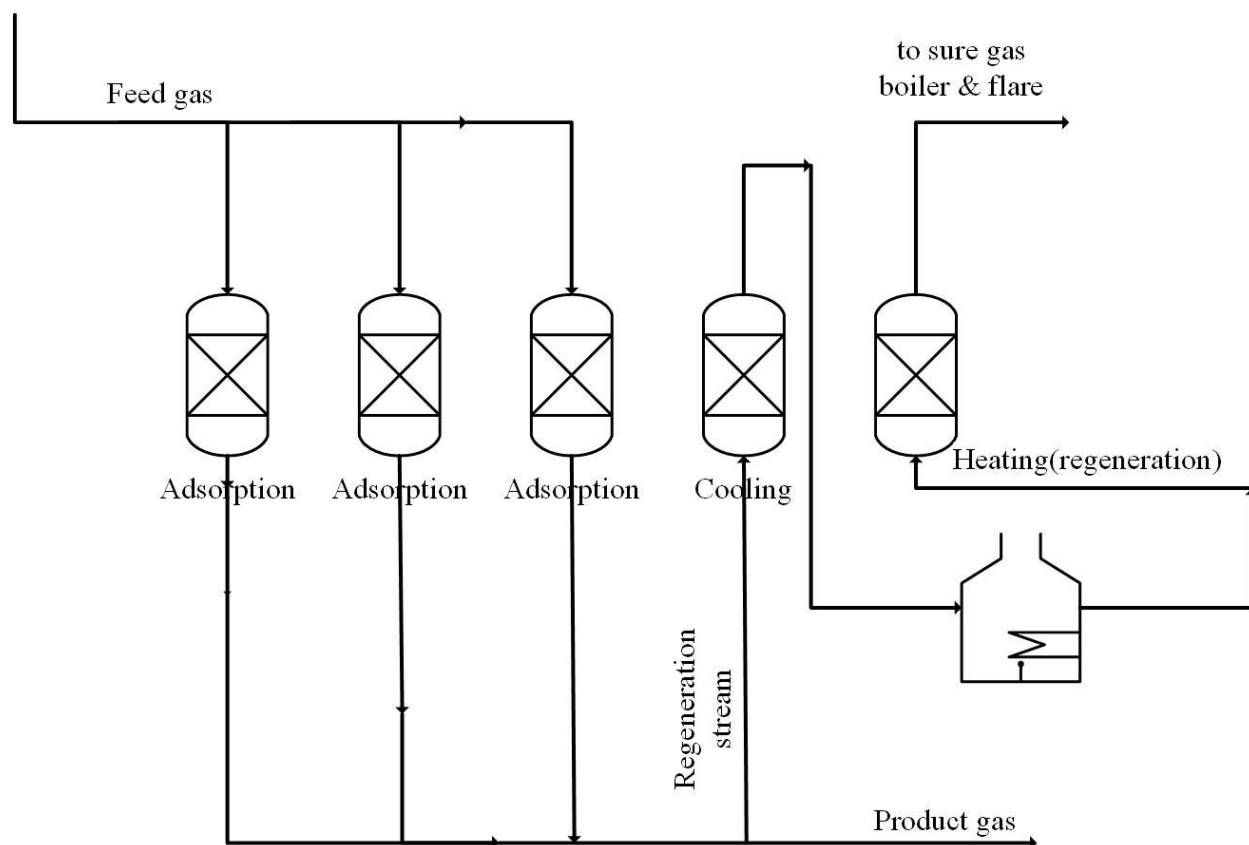 Feed gas
to sure gas
boiler & flare
Adsorption
Adsorption
Adsorption
Cooling
Heating(regeneration)
Regeneration
stream
Product gas